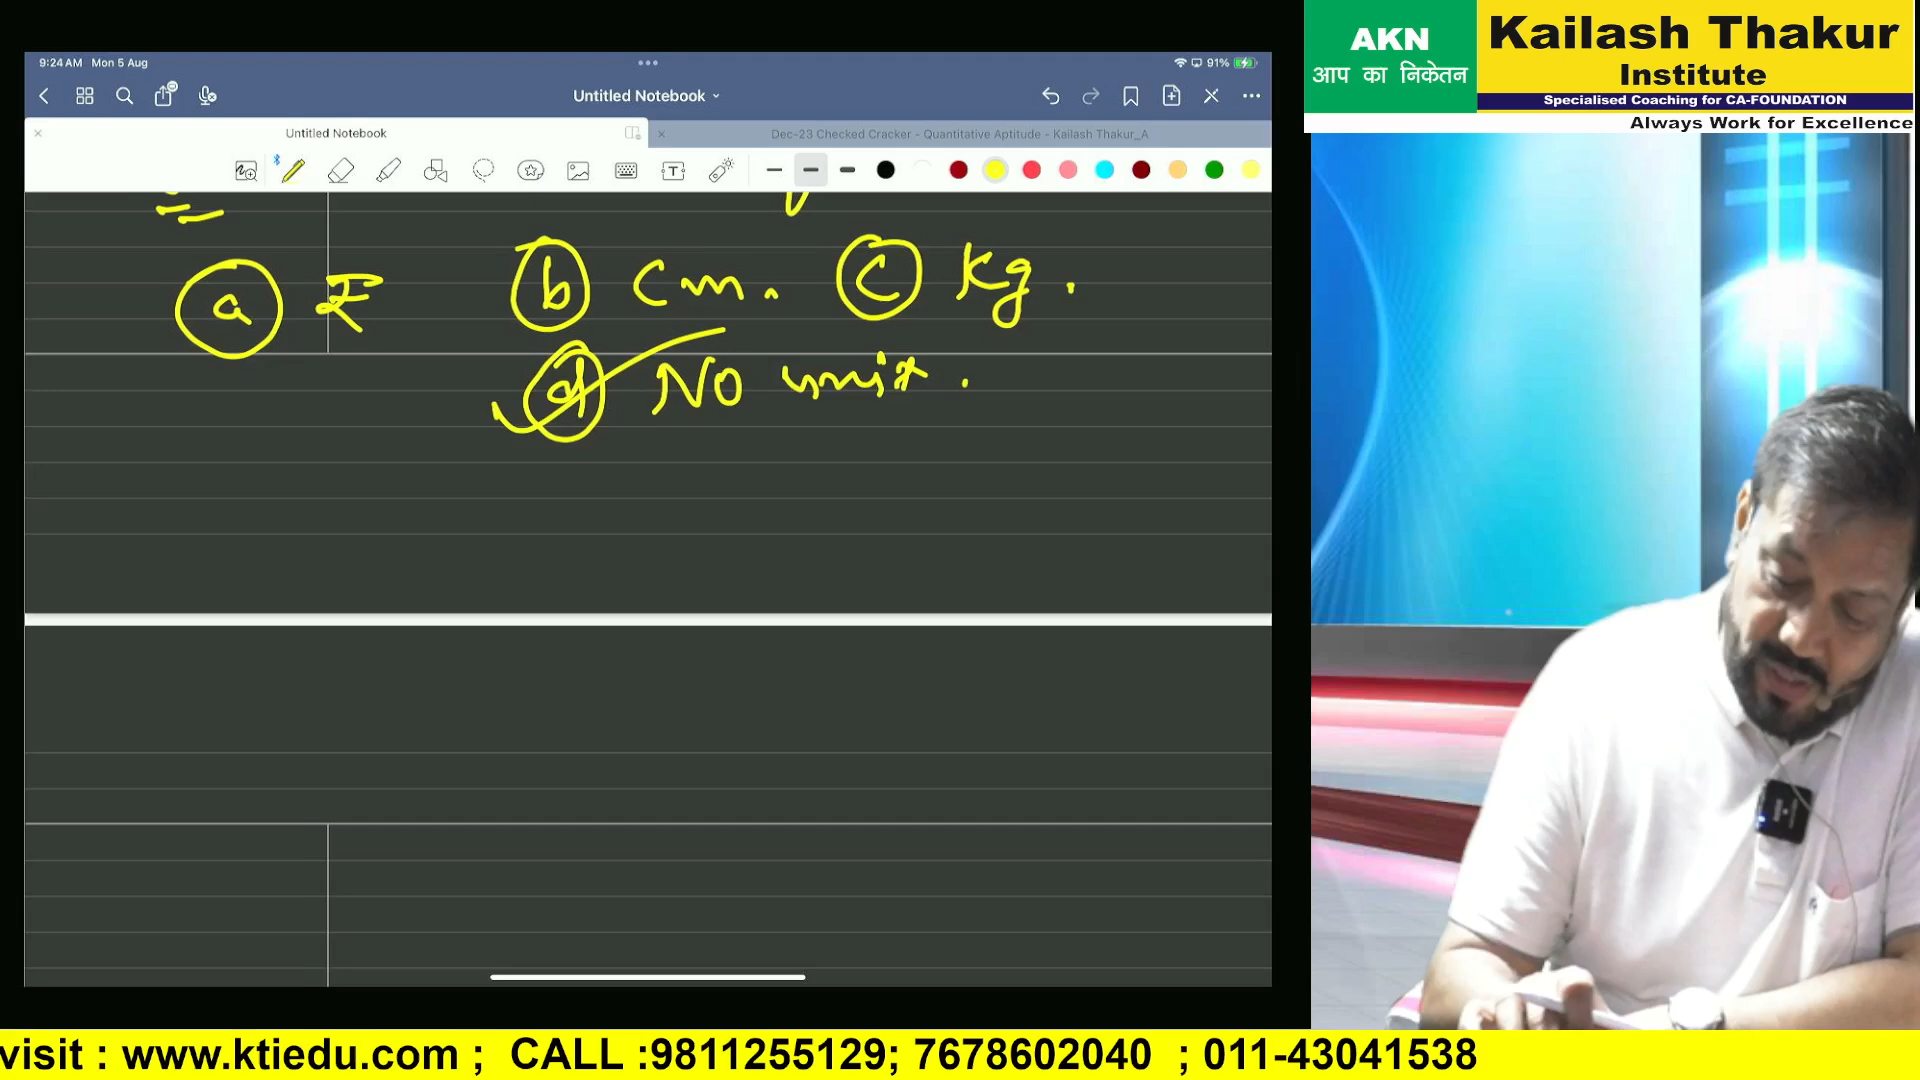 AKN
आप का निकेतन
Kailash Thakur
Institute
Specialised Coaching for CA-FOUNDATION
Always Work for Excellence
9:24 AM Mon 5 Aug
91%
Untitled Notebook
Untitled Notebook
Dec-23 Checked Cracker - Quantitative Aptitude - Kailash Thakur_A
T
a ₹ b cm. c kg.
d No unit.
visit : www.ktiedu.com ; CALL :9811255129; 7678602040 ; 011-43041538